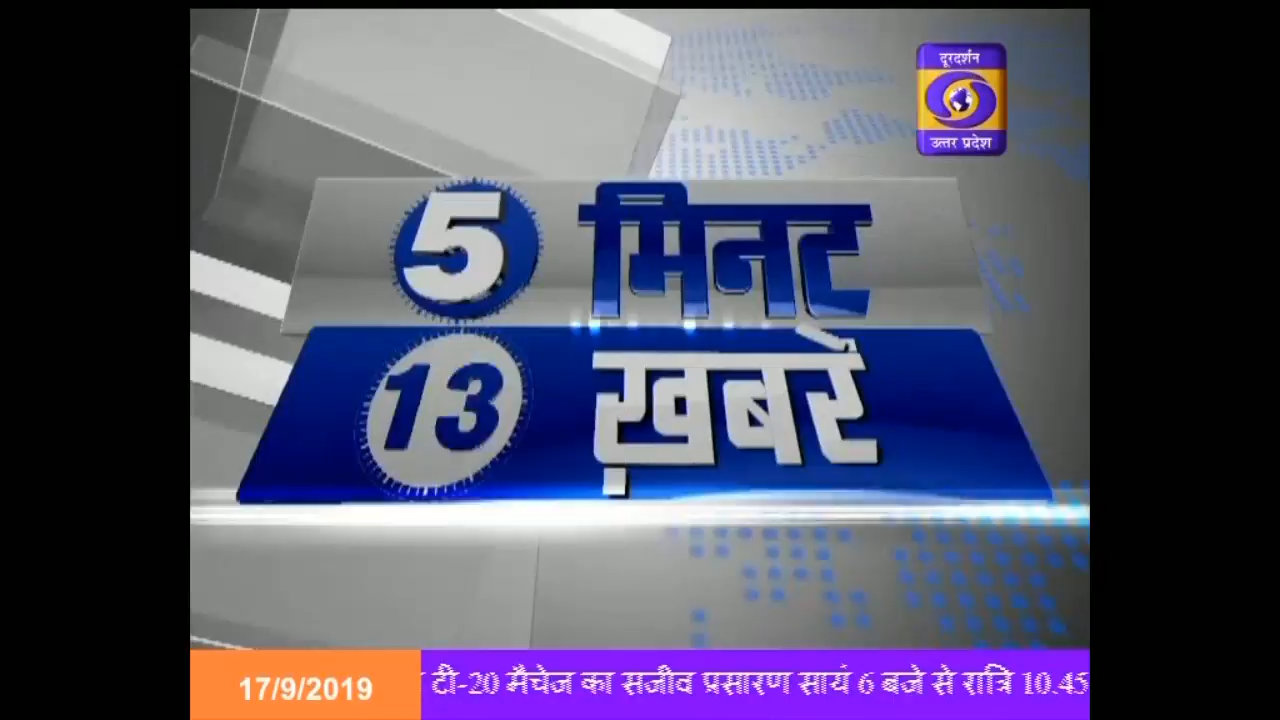 दूरदर्शन
उत्तर प्रदेश
5 मिनट
13 ख़बरें
17/9/2019
टी-20 मैचेज का सजीव प्रसारण सायं 6 बजे से रात्रि 10.45